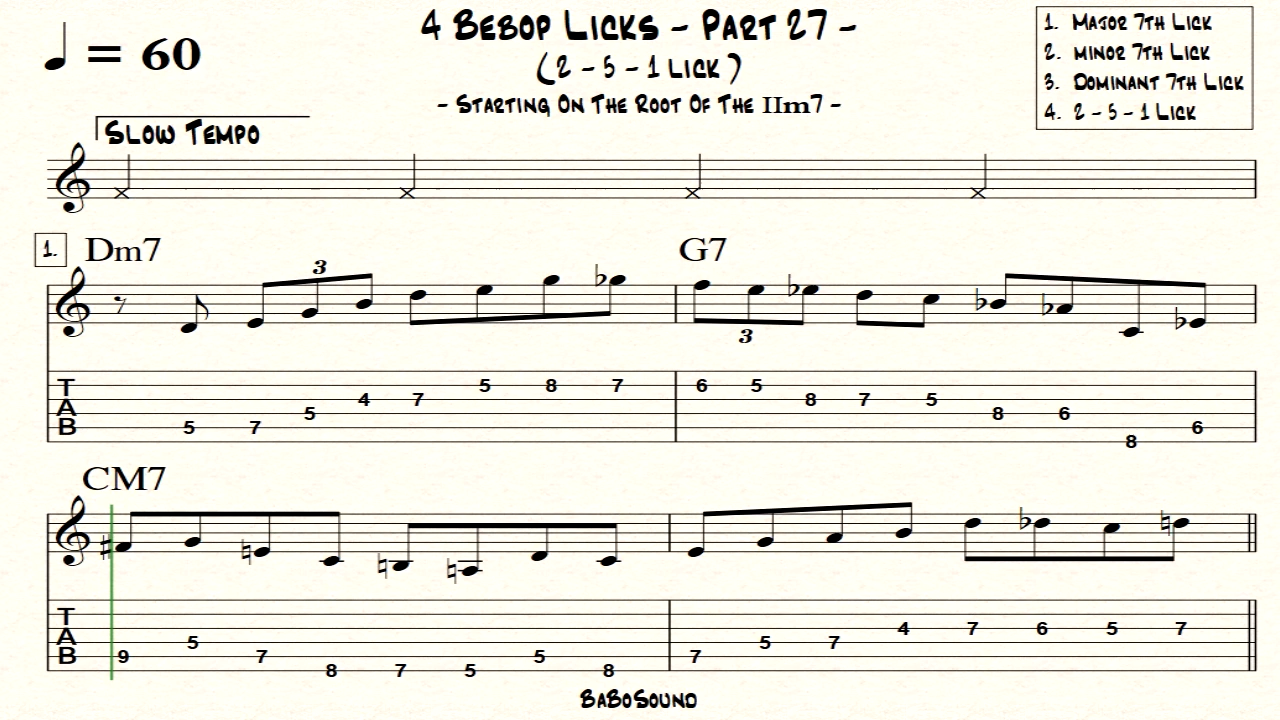 ♩ = 60
4 Bebop Licks - Part 27 -
(2 - 5 - 1 Lick)
- Starting On The Root Of The IIm7 -
1. Major 7th Lick
2. minor 7th Lick
3. Dominant 7th Lick
4. 2 - 5 - 1 Lick
Slow Tempo
1. Dm7 G7
3
3
TAB 5 7 5 4 7 5 8 7 6 5 8 7 5 8 6 8 6
CM7
TAB 9 5 7 8 7 5 5 8 7 5 7 4 7 6 5 7
BaBoSound